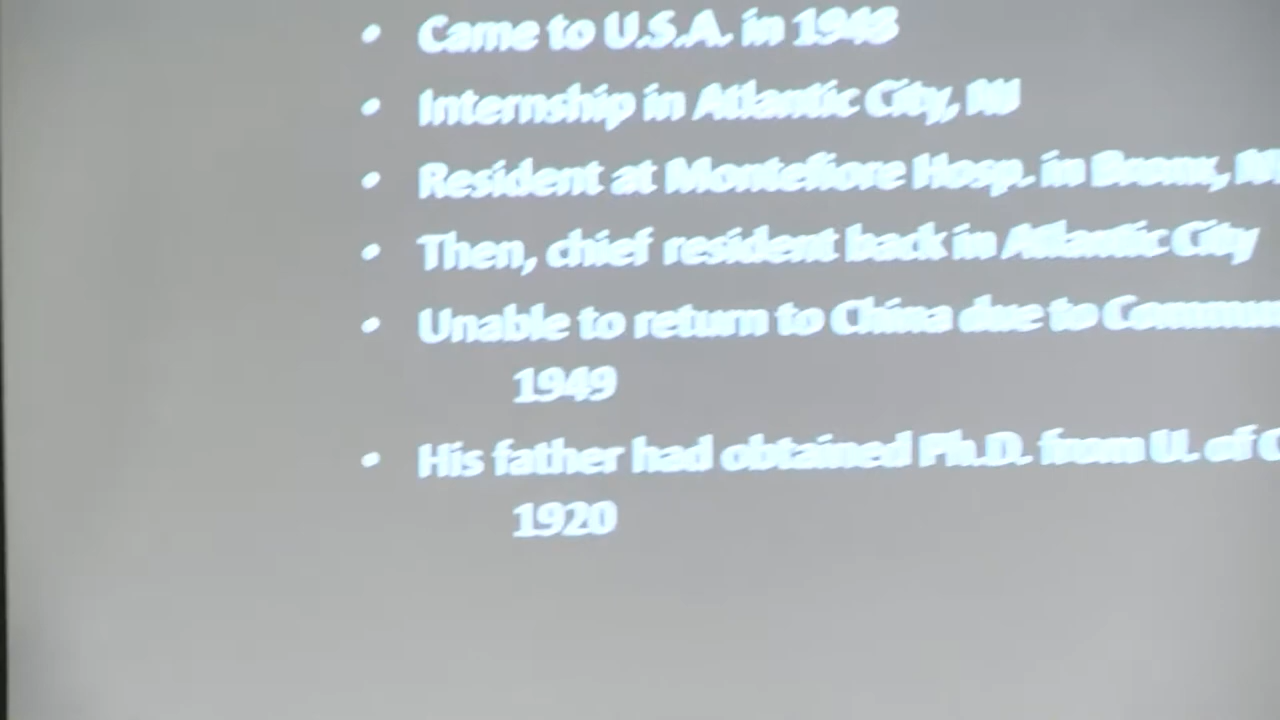 • Came to U.S.A. in 1948
• Internship in Atlantic City, NJ
• Resident at Montefiore Hosp. in Bronx,
• Then, chief resident back in Atlantic City
• Unable to return to China due to
1949
• His father had obtained Ph.D. from U. of
1920